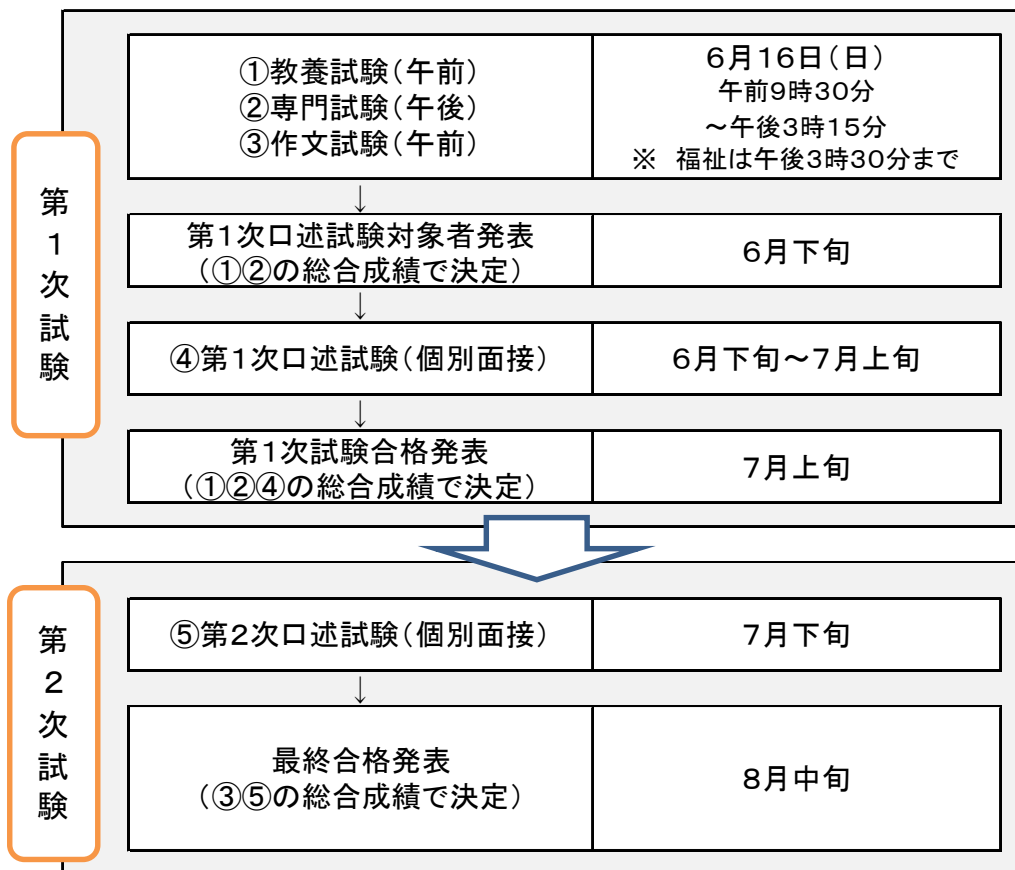 第1次試験
①教養試験(午前)
②専門試験(午後)
③作文試験(午前)
6月16日(日)
午前9時30分
~午後3時15分
※ 福祉は午後3時30分まで
↓
第1次口述試験対象者発表
(①②の総合成績で決定)
6月下旬
↓
④第1次口述試験(個別面接)
6月下旬~7月上旬
↓
第1次試験合格発表
(①②④の総合成績で決定)
7月上旬
第2次試験
⑤第2次口述試験(個別面接)
7月下旬
↓
最終合格発表
(③⑤の総合成績で決定)
8月中旬